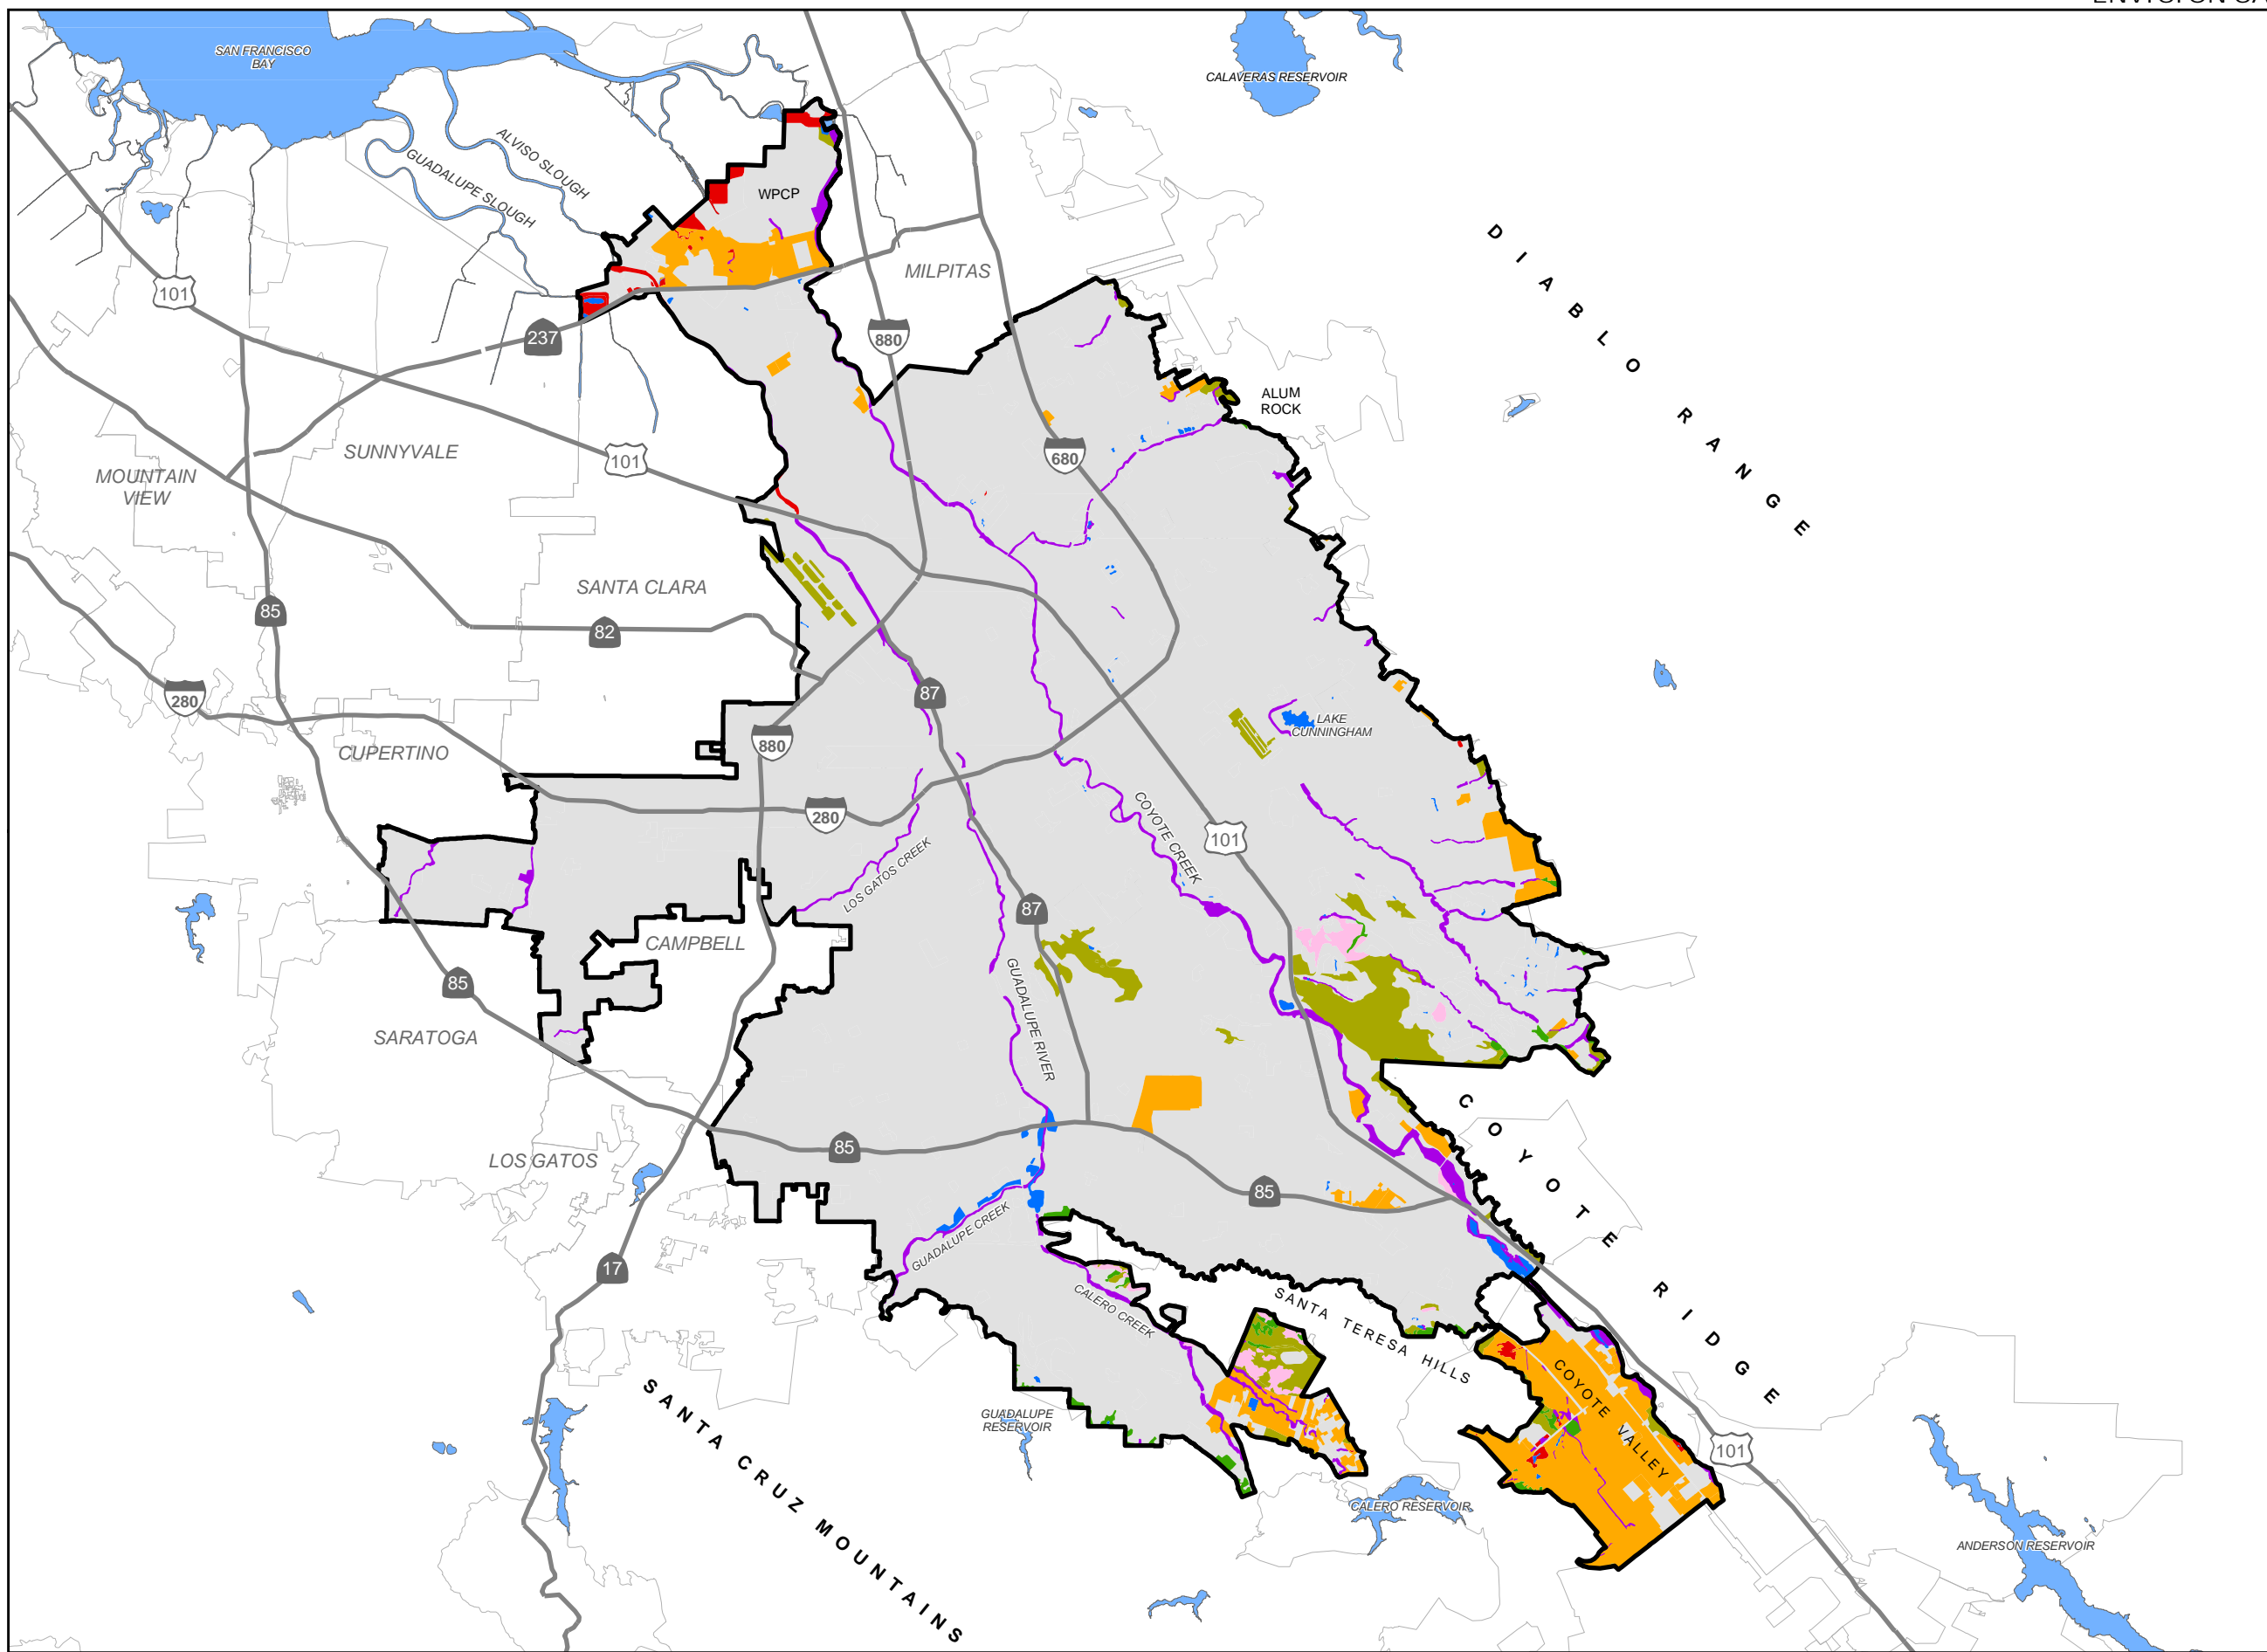 SAN FRANCISCO
BAY
CALAVERAS RESERVOIR
ALVISO SLOUGH
GUADALUPE SLOUGH
WPCP
MILPITAS
101
237
880
DIABLO RANGE
ALUM
ROCK
SUNNYVALE
101
680
MOUNTAIN
VIEW
SANTA CLARA
85
82
280
87
LAKE
CUNNINGHAM
880
CUPERTINO
280
COYOTE CREEK
101
LOS GATOS CREEK
87
CAMPBELL
85
GUADALUPE RIVER
SARATOGA
COYOTE RIDGE
85
LOS GATOS
85
GUADALUPE CREEK
17
CALERO CREEK
SANTA TERESA HILLS
COYOTE VALLEY
SANTA CRUZ MOUNTAINS
GUADALUPE
RESERVOIR
101
CALERO RESERVOIR
ANDERSON RESERVOIR